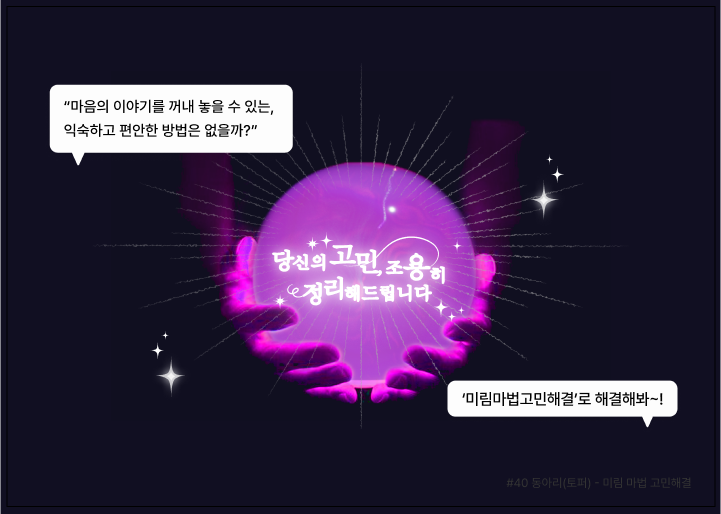 “마음의 이야기를 꺼내 놓을 수 있는,
익숙하고 편안한 방법은 없을까?”
당신의 고민, 조용히
정리해드립니다
‘미림마법고민해결’로 해결해봐~!
#40 동아리(토퍼) - 미림 마법 고민해결